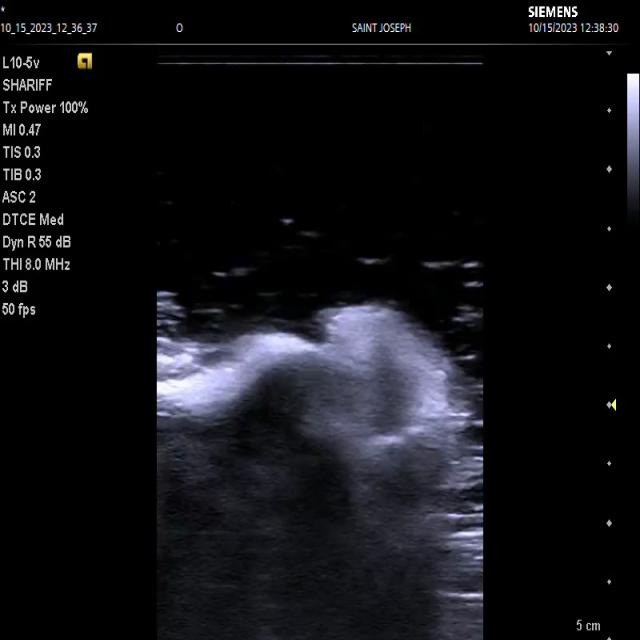 *
SIEMENS
10_15_2023_12_36_37 O SAINT JOSEPH 10/15/2023 12:38:30
L10-5v
SHARIFF
Tx Power 100%
MI 0.47
TIS 0.3
TIB 0.3
ASC 2
DTCE Med
Dyn R 55 dB
THI 8.0 MHz
3 dB
50 fps
5 cm